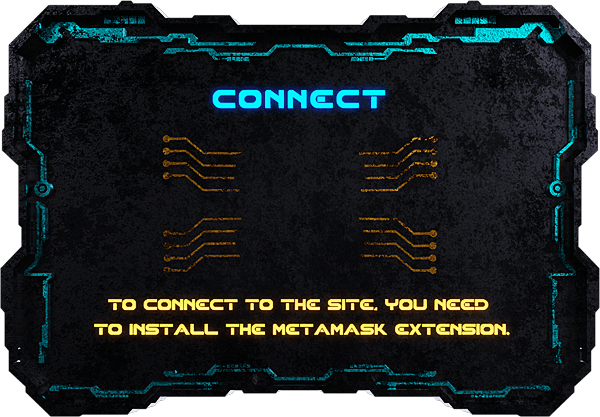 CONNECT
TO CONNECT TO THE SITE, YOU NEED
TO INSTALL THE METAMASK EXTENSION.